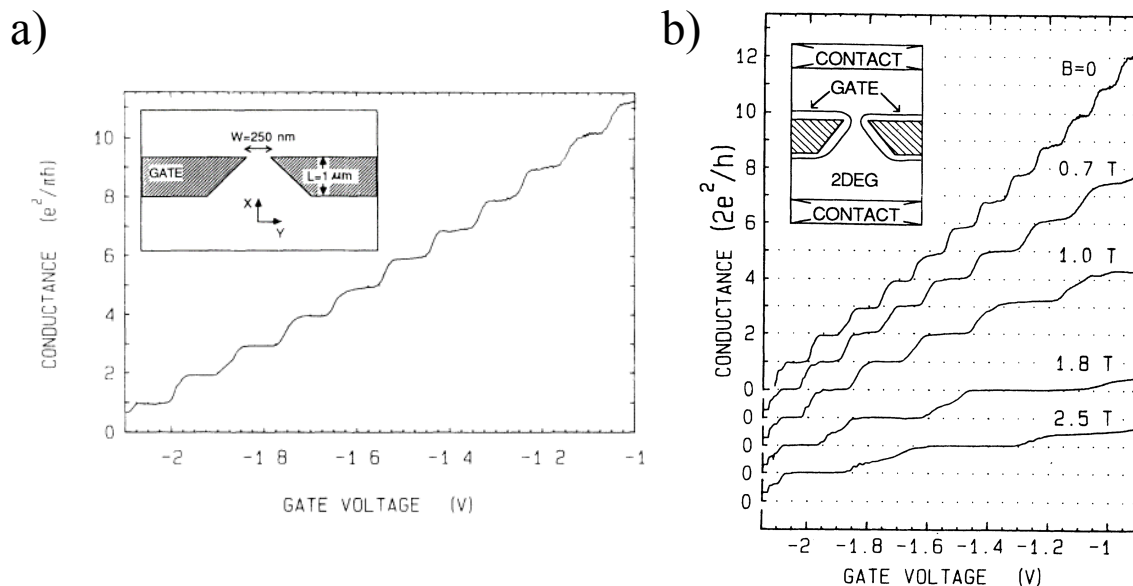 a)
W=250 nm
GATE
L=1 μm
X
Y
10
8
6
4
2
0
CONDUCTANCE (e²/πħ)
-2 -1 8 -1 6 -1 4 -1 2 -1
GATE VOLTAGE (V)
b)
CONTACT
GATE
2DEG
CONTACT
B=0
0.7 T
1.0 T
1.8 T
2.5 T
12
10
8
6
4
2
0
0
0
0
0
CONDUCTANCE (2e²/h)
-2 -1.8 -1.6 -1.4 -1.2 -1
GATE VOLTAGE (V)